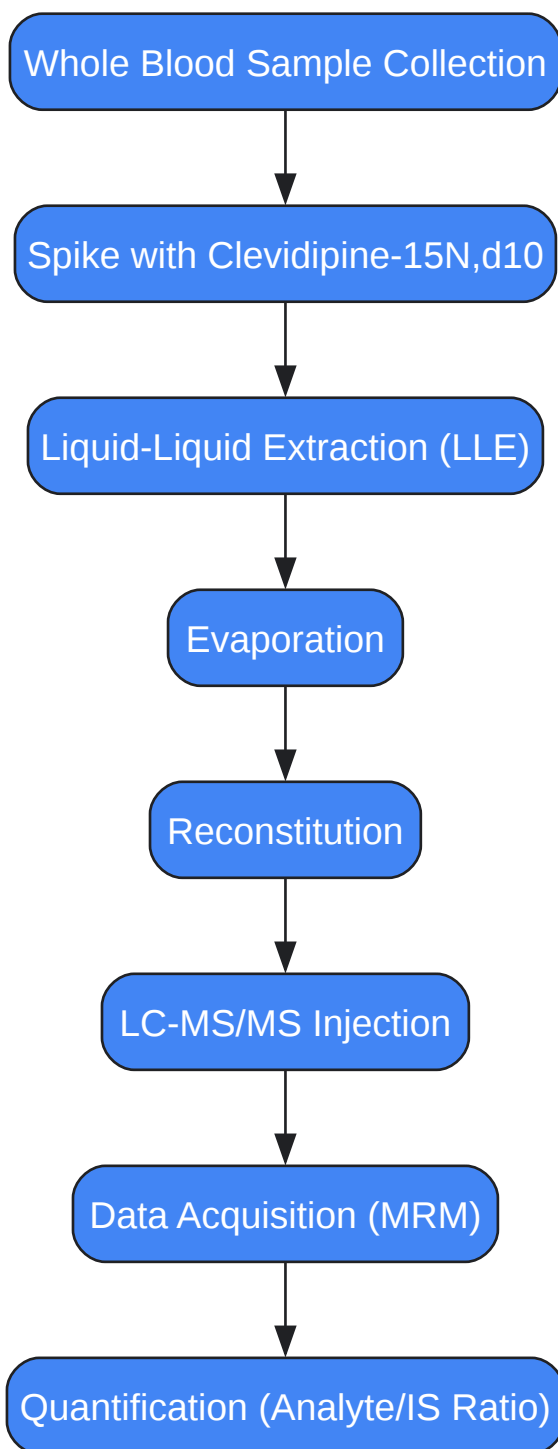 Whole Blood Sample Collection
Spike with Clevidipine-15N,d10
Liquid-Liquid Extraction (LLE)
Evaporation
Reconstitution
LC-MS/MS Injection
Data Acquisition (MRM)
Quantification (Analyte/IS Ratio)